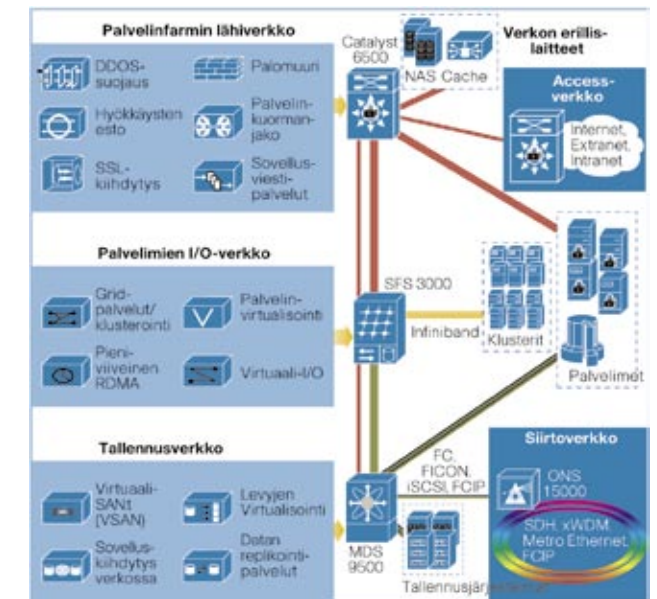 Palvelinfarmin lähiverkko
DDOS-
suojaus
Palomuuri
Hyökkäysten
esto
Palvelin-
kuorman-
jako
SSL-
kiihdytys
Sovellus-
viesti-
palvelut
Catalyst
6500
NAS Cache
Verkon erillis-
laitteet
Access-
verkko
Internet,
Extranet,
Intranet
Palvelimien I/O-verkko
Grid-
palvelut/
klusterointi
Palvelin-
virtualisointi
Pieni-
viiveinen
RDMA
Virtuaali-I/O
SFS 3000
Infiniband
Klusterit
Palvelimet
Tallennusverkko
Virtuaali-
SANt
(VSAN)
Levyjen
Virtualisointi
Sovellus-
kiihdytys
verkossa
Datan
replikointi-
palvelut
FC,
FICON,
iSCSI, FCIP
MDS
9500
Siirtoverkko
ONS
15000
SDH, xWDM,
Metro Ethernet,
FCIP